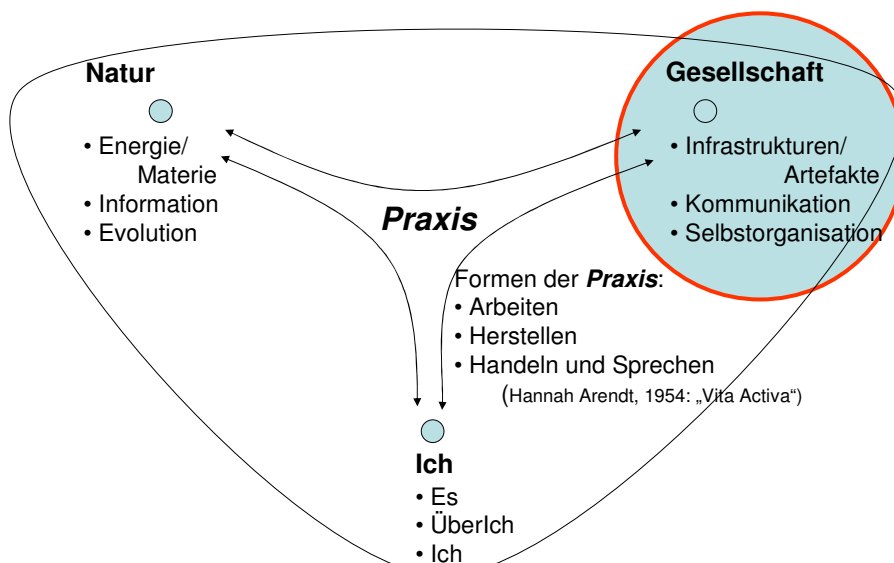 Natur
• Energie/
Materie
• Information
• Evolution
Gesellschaft
• Infrastrukturen/
Artefakte
• Kommunikation
• Selbstorganisation
Praxis
Formen der Praxis:
• Arbeiten
• Herstellen
• Handeln und Sprechen
(Hannah Arendt, 1954: „Vita Activa“)
Ich
• Es
• ÜberIch
• Ich